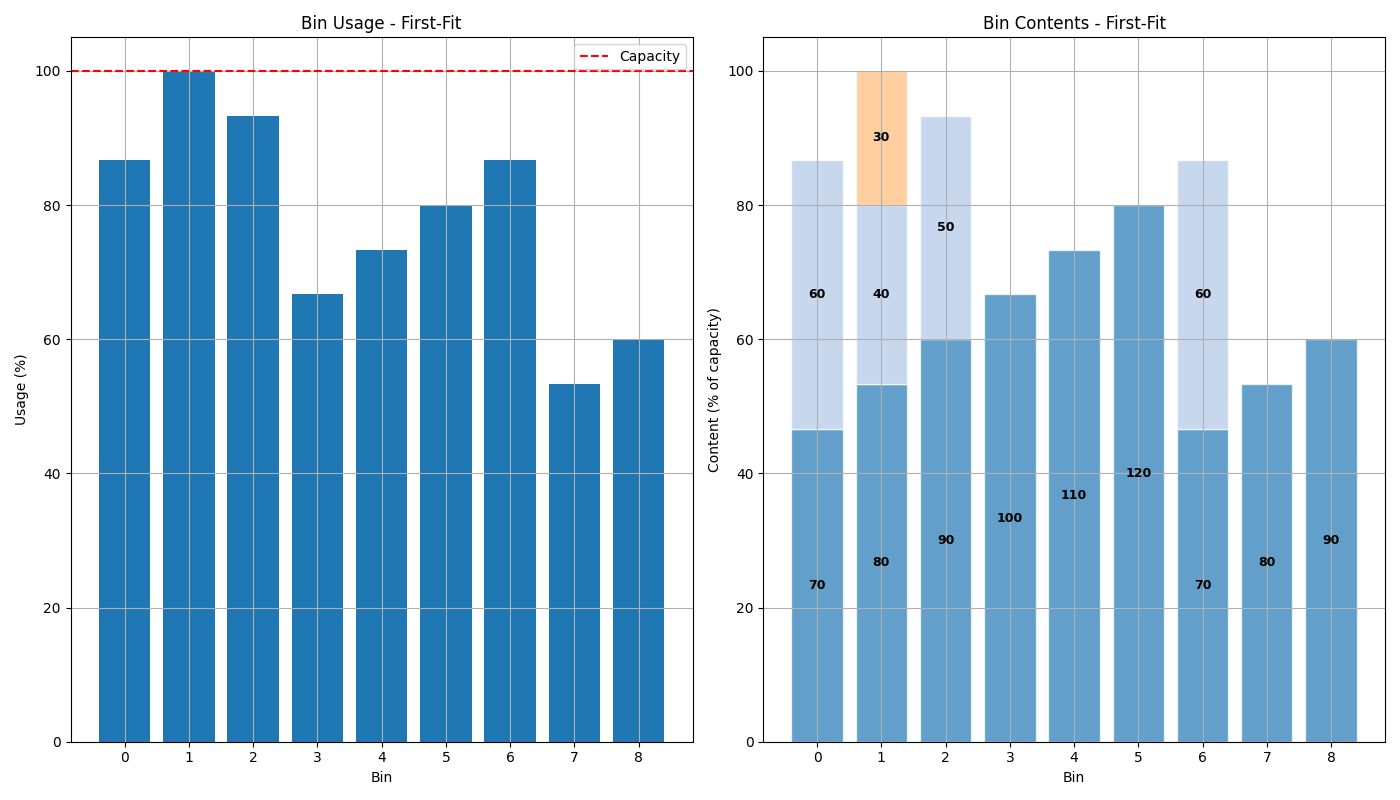 Bin Usage - First-Fit
Capacity
100
80
60
40
20
0
Usage (%)
0 1 2 3 4 5 6 7 8
Bin
Bin Contents - First-Fit
100
80
60
40
20
0
Content (% of capacity)
30
50
60 40 60
120
110
100
90 90
80 80
70 70
0 1 2 3 4 5 6 7 8
Bin